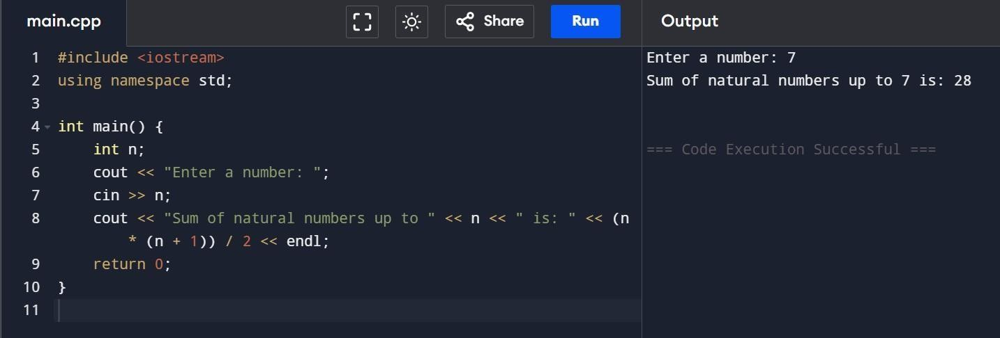 main.cpp
Share
Run
Output
1 #include <iostream>
2 using namespace std;
3
4 int main() {
5     int n;
6     cout << "Enter a number: ";
7     cin >> n;
8     cout << "Sum of natural numbers up to " << n << " is: " << (n
        * (n + 1)) / 2 << endl;
9     return 0;
10 }
11
Enter a number: 7
Sum of natural numbers up to 7 is: 28
=== Code Execution Successful ===